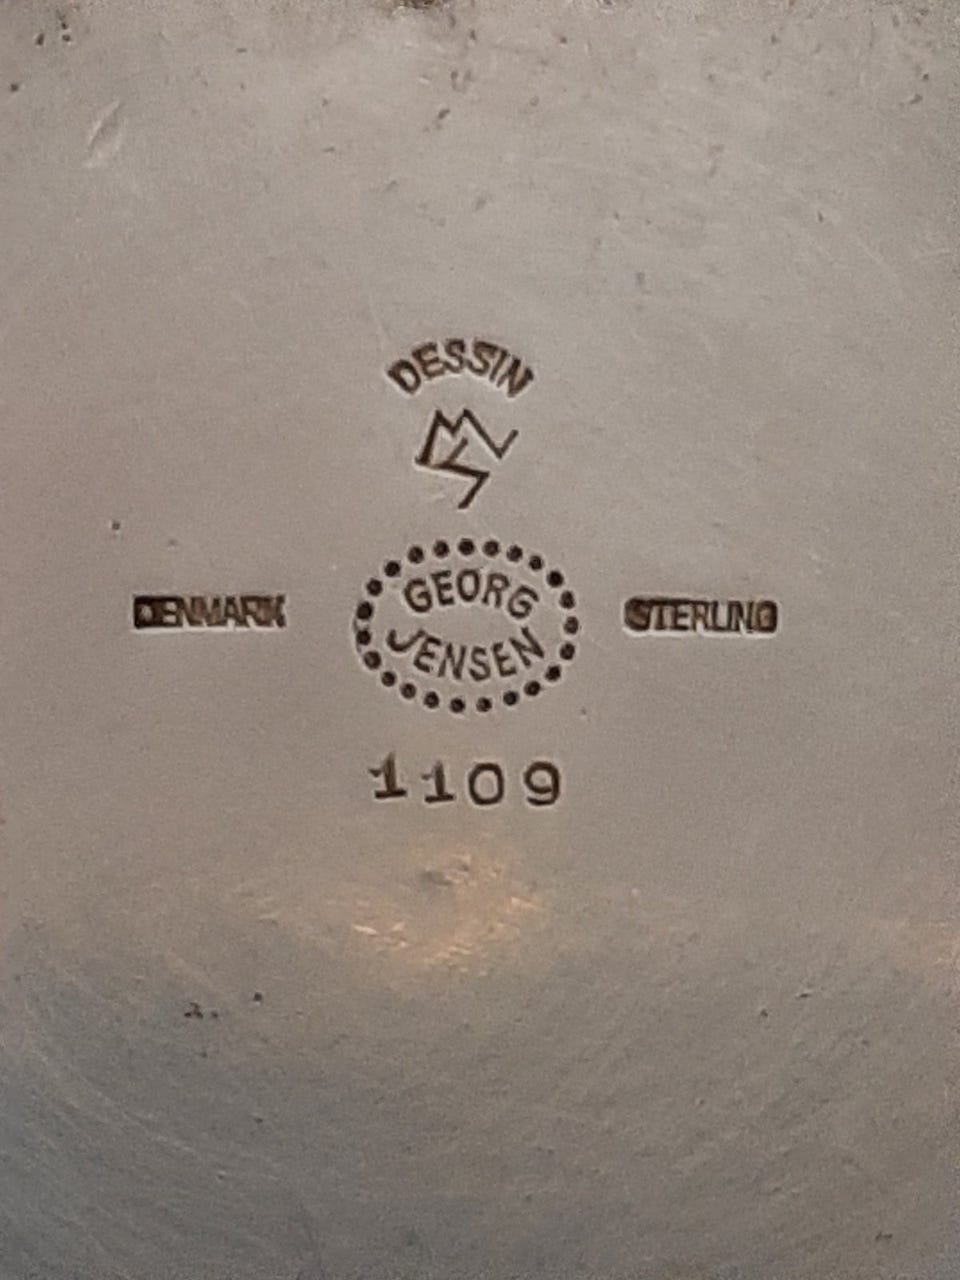 DESSIN
DENMARK GEORG JENSEN STERLING
1109